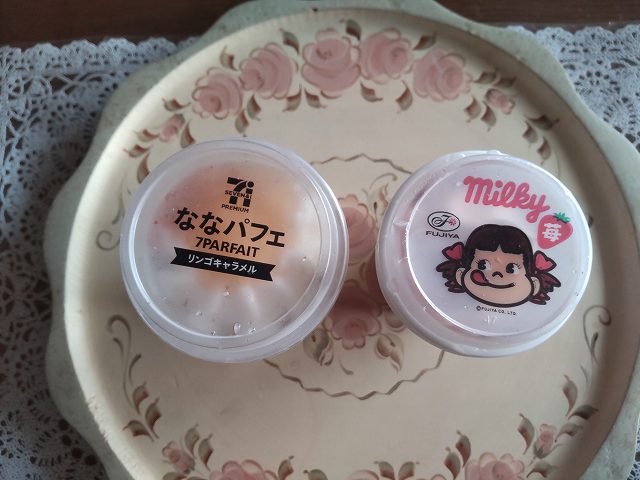 7i
SEVEN & i
PREMIUM
ななパフェ
7PARFAIT
リンゴキャラメル
milky
苺
FUJIYA
©FUJIYA CO., LTD.